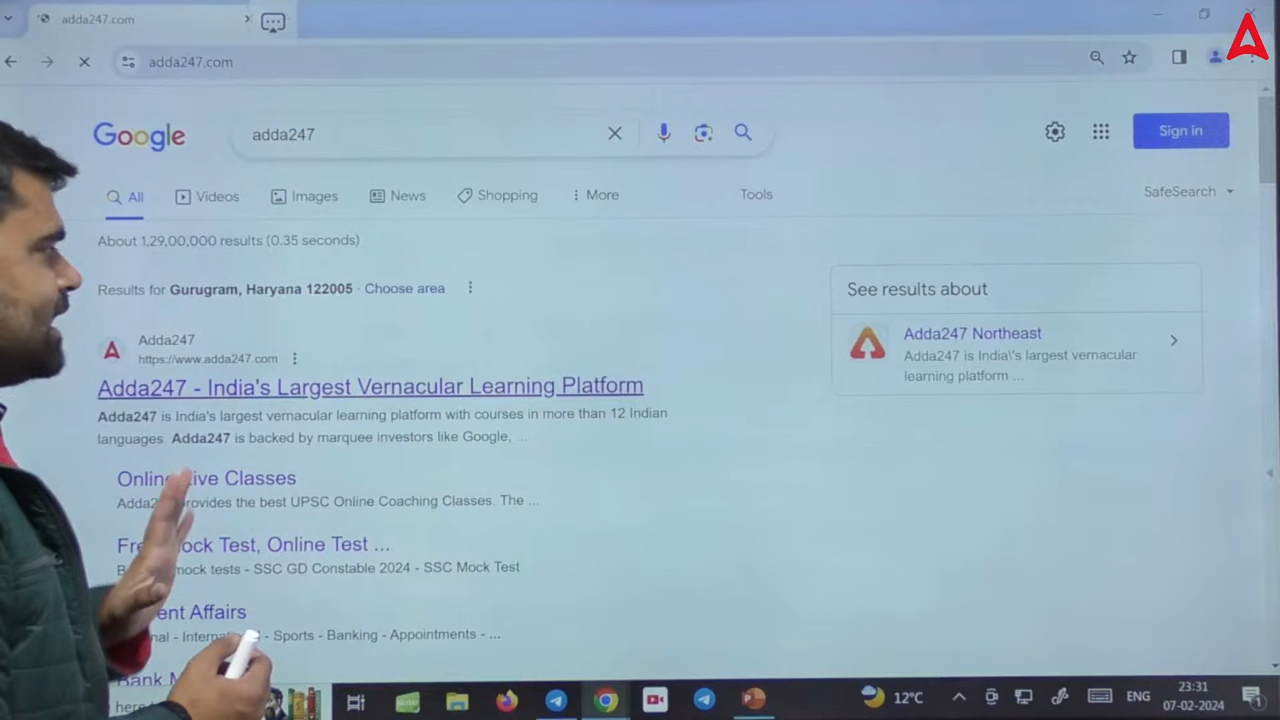 adda247.com
adda247.com
Google
adda247
Sign in
All
Videos
Images
News
Shopping
More
Tools
SafeSearch
About 1,29,00,000 results (0.35 seconds)
Results for Gurugram, Haryana 122005 · Choose area
See results about
Adda247 Northeast
Adda247 is India\'s largest vernacular
learning platform ...
Adda247
https://www.adda247.com
Adda247 - India's Largest Vernacular Learning Platform
Adda247 is India's largest vernacular learning platform with courses in more than 12 Indian
languages. Adda247 is backed by marquee investors like Google, ...
Classes
provides the best UPSC Online Coaching Classes. The ...
Test, Online Test ...
mock tests - SSC GD Constable 2024 - SSC Mock Test
Affairs
- Sports - Banking - Appointments - ...
Bank
here
12°C
ENG
23:31
07-02-2024
1